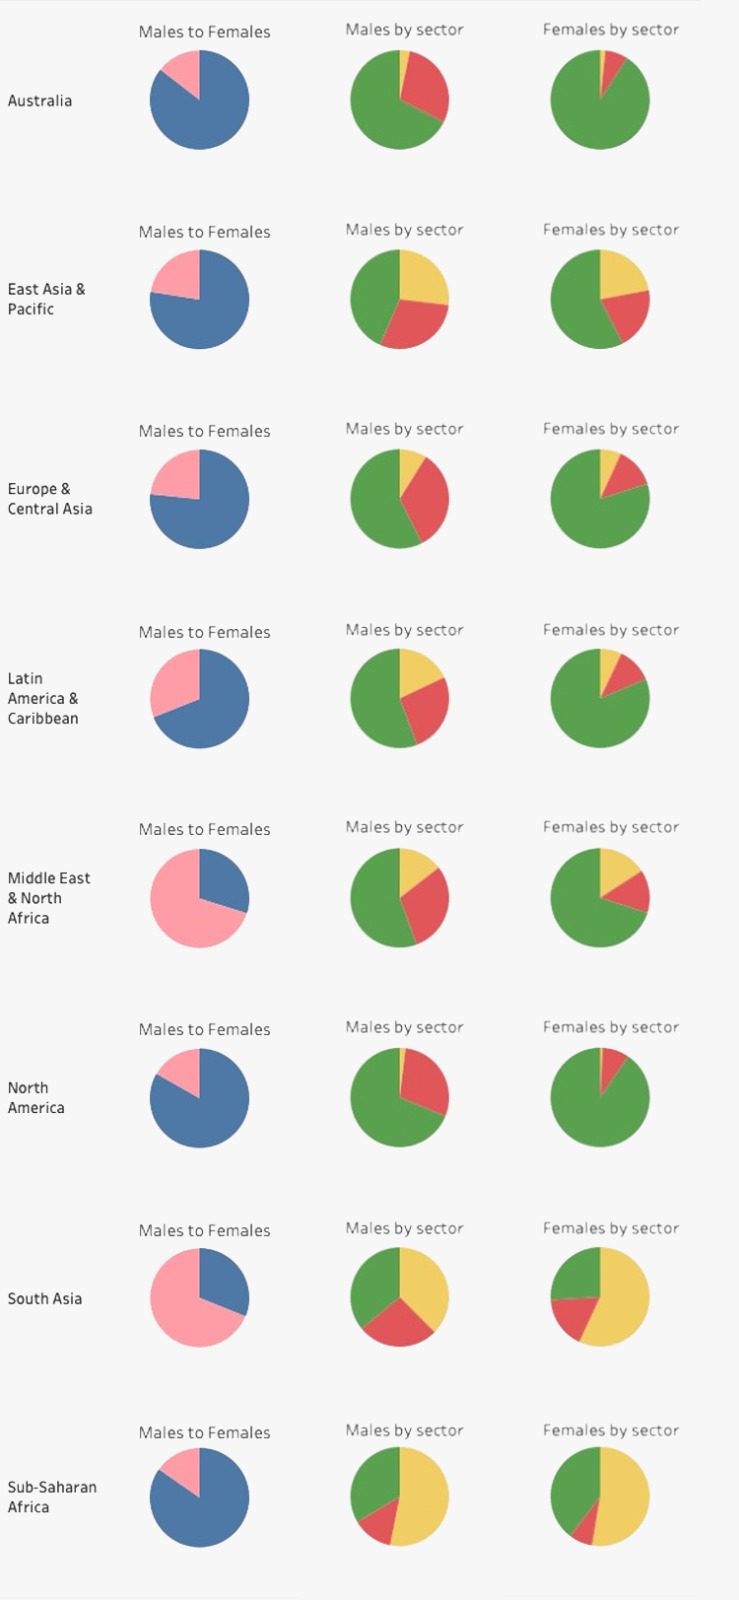 Males to Females
Males by sector
Females by sector
Australia
Males to Females
Males by sector
Females by sector
East Asia &
Pacific
Males to Females
Males by sector
Females by sector
Europe &
Central Asia
Males to Females
Males by sector
Females by sector
Latin
America &
Caribbean
Males to Females
Males by sector
Females by sector
Middle East
& North
Africa
Males to Females
Males by sector
Females by sector
North
America
Males to Females
Males by sector
Females by sector
South Asia
Males to Females
Males by sector
Females by sector
Sub-Saharan
Africa